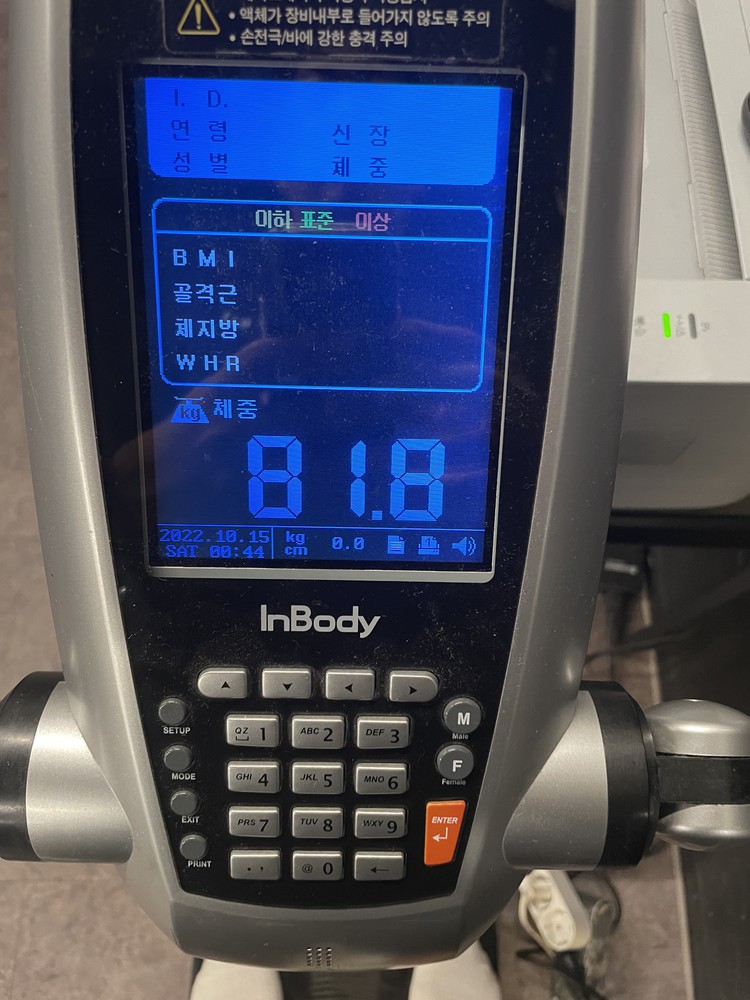 • 액체가 장비내부로 들어가지 않도록 주의
• 손전극/바에 강한 충격 주의
I. D.
연령 신장
성별 체중
이하 표준 이상
BMI
골격근
체지방
WHR
kg 체중
81.8
2022.10.15 kg 0.0
SAT 00:44 cm
InBody
SETUP QZ 1 ABC 2 DEF 3 M Male
MODE GHI 4 JKL 5 MNO 6 F Female
EXIT PRS 7 TUV 8 WXY 9 ENTER
PRINT . , @ 0